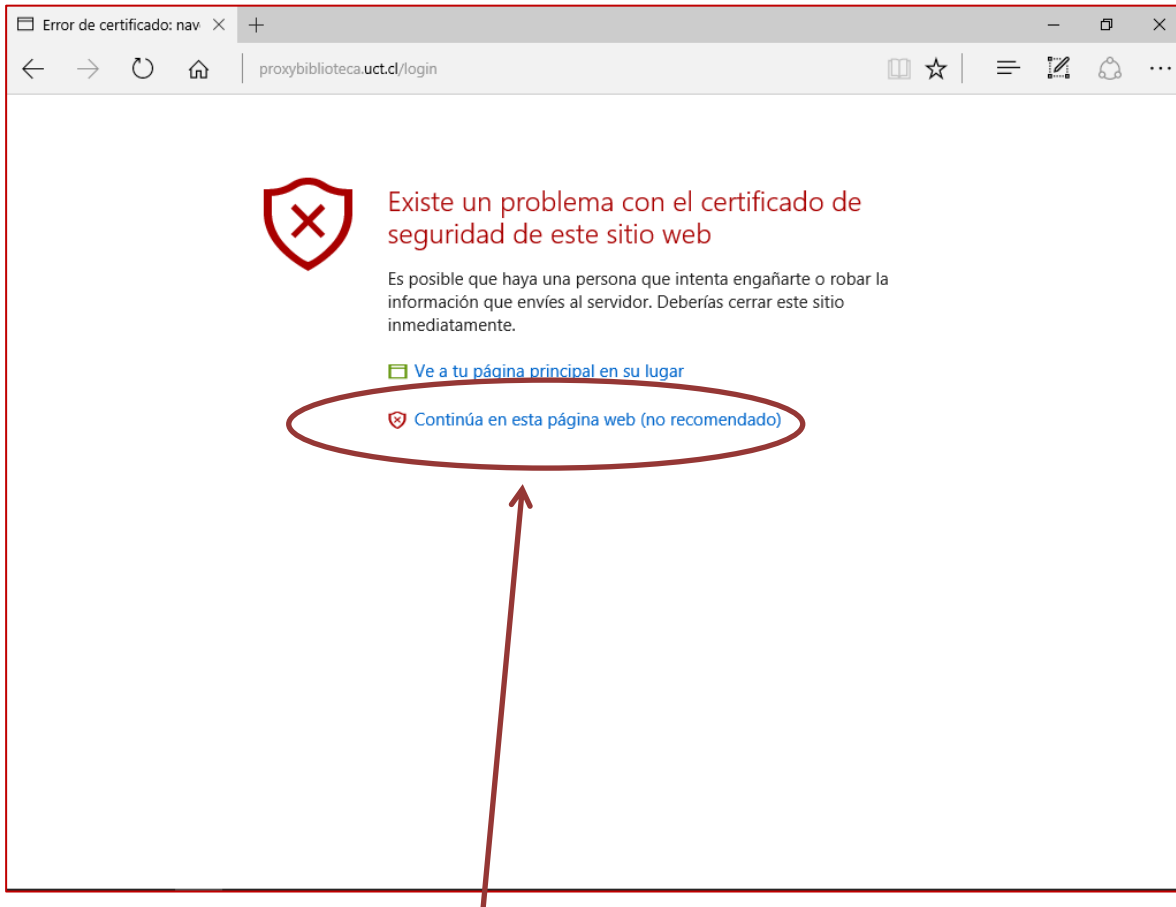 Error de certificado: nav
proxybiblioteca.uct.cl/login
Existe un problema con el certificado de
seguridad de este sitio web
Es posible que haya una persona que intenta engañarte o robar la
información que envíes al servidor. Deberías cerrar este sitio
inmediatamente.
Ve a tu página principal en su lugar
Continúa en esta página web (no recomendado)